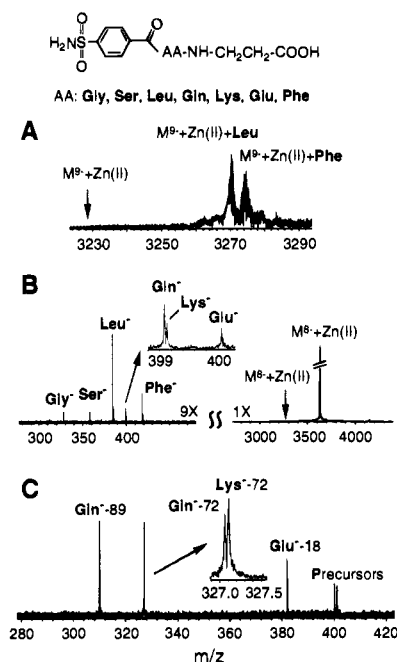 O O O
H₂N-S AA-NH-CH₂CH₂-COOH
O
AA: Gly, Ser, Leu, Gln, Lys, Glu, Phe
A
M⁹⁻+Zn(II)+Leu
M⁹⁻+Zn(II)+Phe
M⁹⁻+Zn(II)
3230 3250 3270 3290
B
Gln⁻
Lys⁻
Glu⁻
Leu⁻
399 400
M⁸⁻+Zn(II)
M⁸⁻+Zn(II)
Gly⁻ Ser⁻ Phe⁻
9X 1X
300 350 400 3000 3500 4000
C
Gln⁻-89
Lys⁻-72
Gln⁻-72
Glu⁻-18
Precursors
327.0 327.5
280 300 320 340 360 380 400 420
m/z